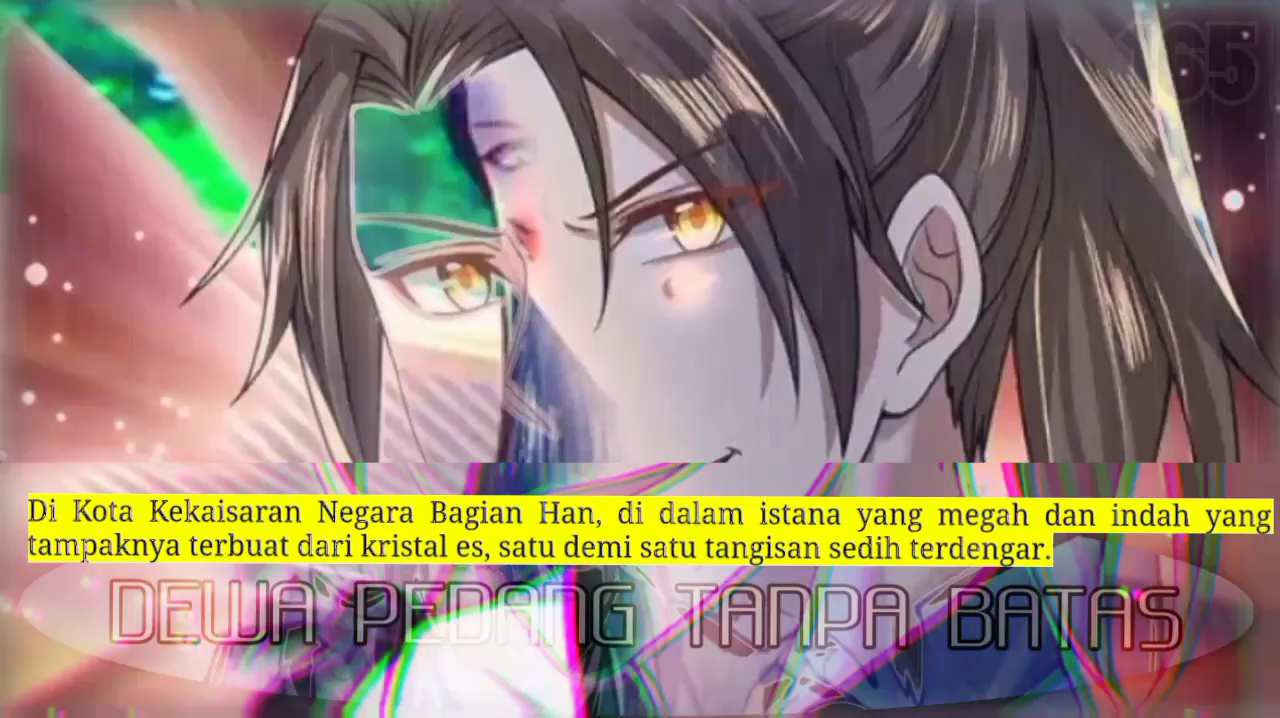 165
Di Kota Kekaisaran Negara Bagian Han, di dalam istana yang megah dan indah yang
tampaknya terbuat dari kristal es, satu demi satu tangisan sedih terdengar.
DEWA PEDANG TANPA BATAS